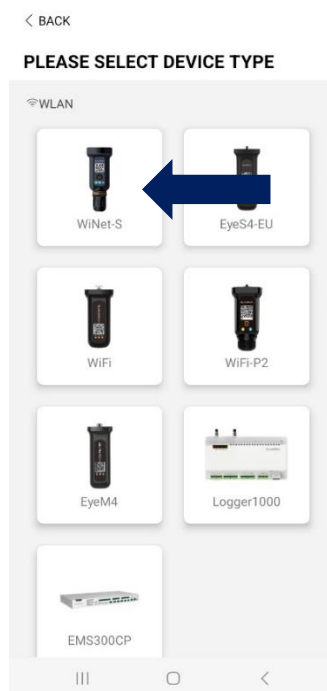 < BACK
PLEASE SELECT DEVICE TYPE
WLAN
WiNet-S
EyeS4-EU
WiFi
WiFi-P2
EyeM4
Logger1000
EMS300CP